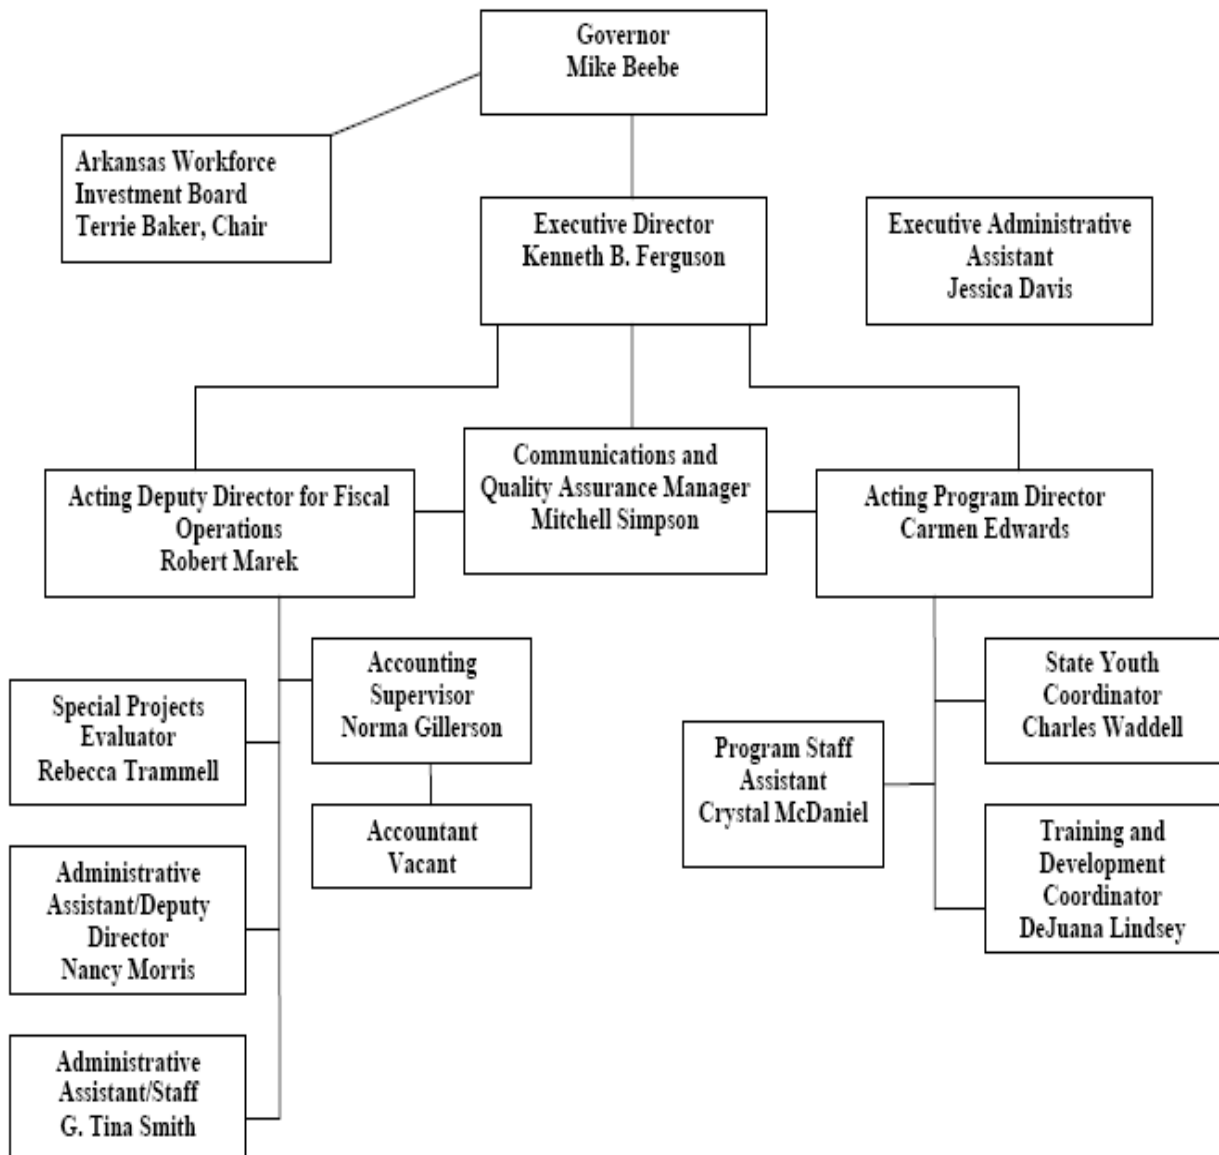 Governor
Mike Beebe
Arkansas Workforce
Investment Board
Terrie Baker, Chair
Executive Director
Kenneth B. Ferguson
Executive Administrative
Assistant
Jessica Davis
Acting Deputy Director for Fiscal
Operations
Robert Marek
Communications and
Quality Assurance Manager
Mitchell Simpson
Acting Program Director
Carmen Edwards
Special Projects
Evaluator
Rebecca Trammell
Accounting
Supervisor
Norma Gillerson
Program Staff
Assistant
Crystal McDaniel
State Youth
Coordinator
Charles Waddell
Accountant
Vacant
Administrative
Assistant/Deputy
Director
Nancy Morris
Training and
Development
Coordinator
DeJuana Lindsey
Administrative
Assistant/Staff
G. Tina Smith